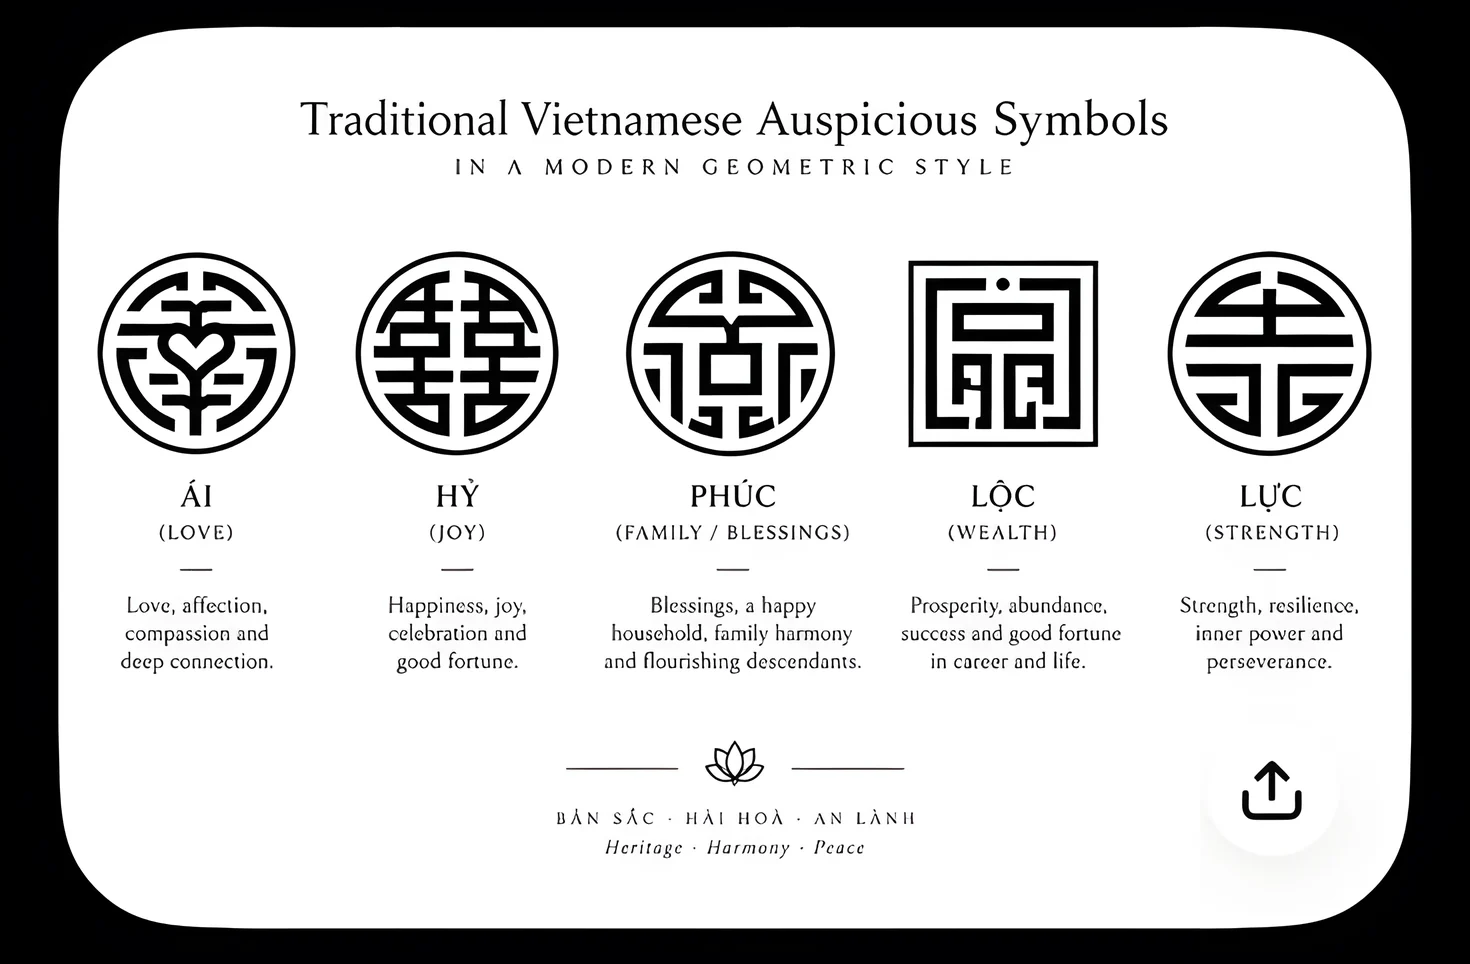 Traditional Vietnamese Auspicious Symbols
IN A MODERN GEOMETRIC STYLE
ÁI
(LOVE)
Love, affection,
compassion and
deep connection.
HỶ
(JOY)
Happiness, joy,
celebration and
good fortune.
PHÚC
(FAMILY / BLESSINGS)
Blessings, a happy
household, family harmony
and flourishing descendants.
LỘC
(WEALTH)
Prosperity, abundance,
success and good fortune
in career and life.
LỰC
(STRENGTH)
Strength, resilience,
inner power and
perseverance.
BẢN SẮC · HÀI HOÀ · AN LÀNH
Heritage · Harmony · Peace